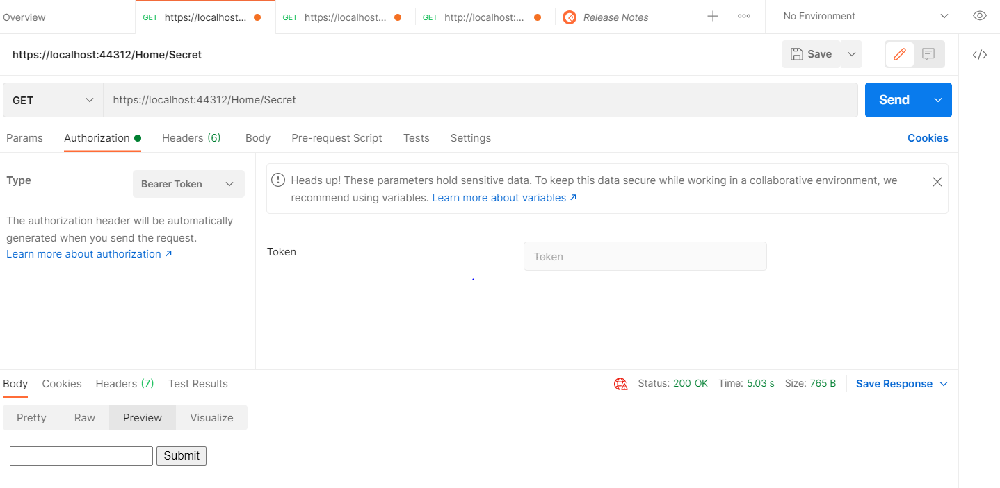 Overview
GET https://localhost...
GET https://localhost...
GET http://localhost:...
Release Notes
No Environment
https://localhost:44312/Home/Secret
Save
</>
GET
https://localhost:44312/Home/Secret
Send
Params
Authorization
Headers (6)
Body
Pre-request Script
Tests
Settings
Cookies
Type
Bearer Token
The authorization header will be automatically
generated when you send the request.
Learn more about authorization ↗
Heads up! These parameters hold sensitive data. To keep this data secure while working in a collaborative environment, we
recommend using variables. Learn more about variables ↗
Token
Token
Body
Cookies
Headers (7)
Test Results
Status: 200 OK
Time: 5.03 s
Size: 765 B
Save Response
Pretty
Raw
Preview
Visualize
Submit